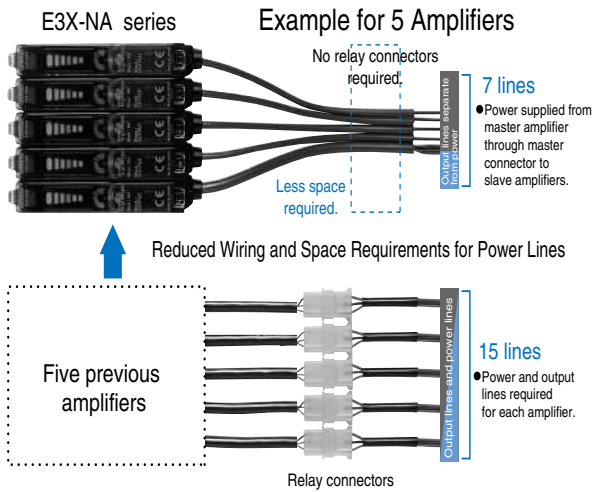 E3X-NA series
Example for 5 Amplifiers
No relay connectors
required.
Output lines separate
from power
7 lines
●Power supplied from
master amplifier
through master
connector to
slave amplifiers.
Less space
required.
Reduced Wiring and Space Requirements for Power Lines
Five previous
amplifiers
Output lines and power lines
15 lines
●Power and output
lines required
for each amplifier.
Relay connectors